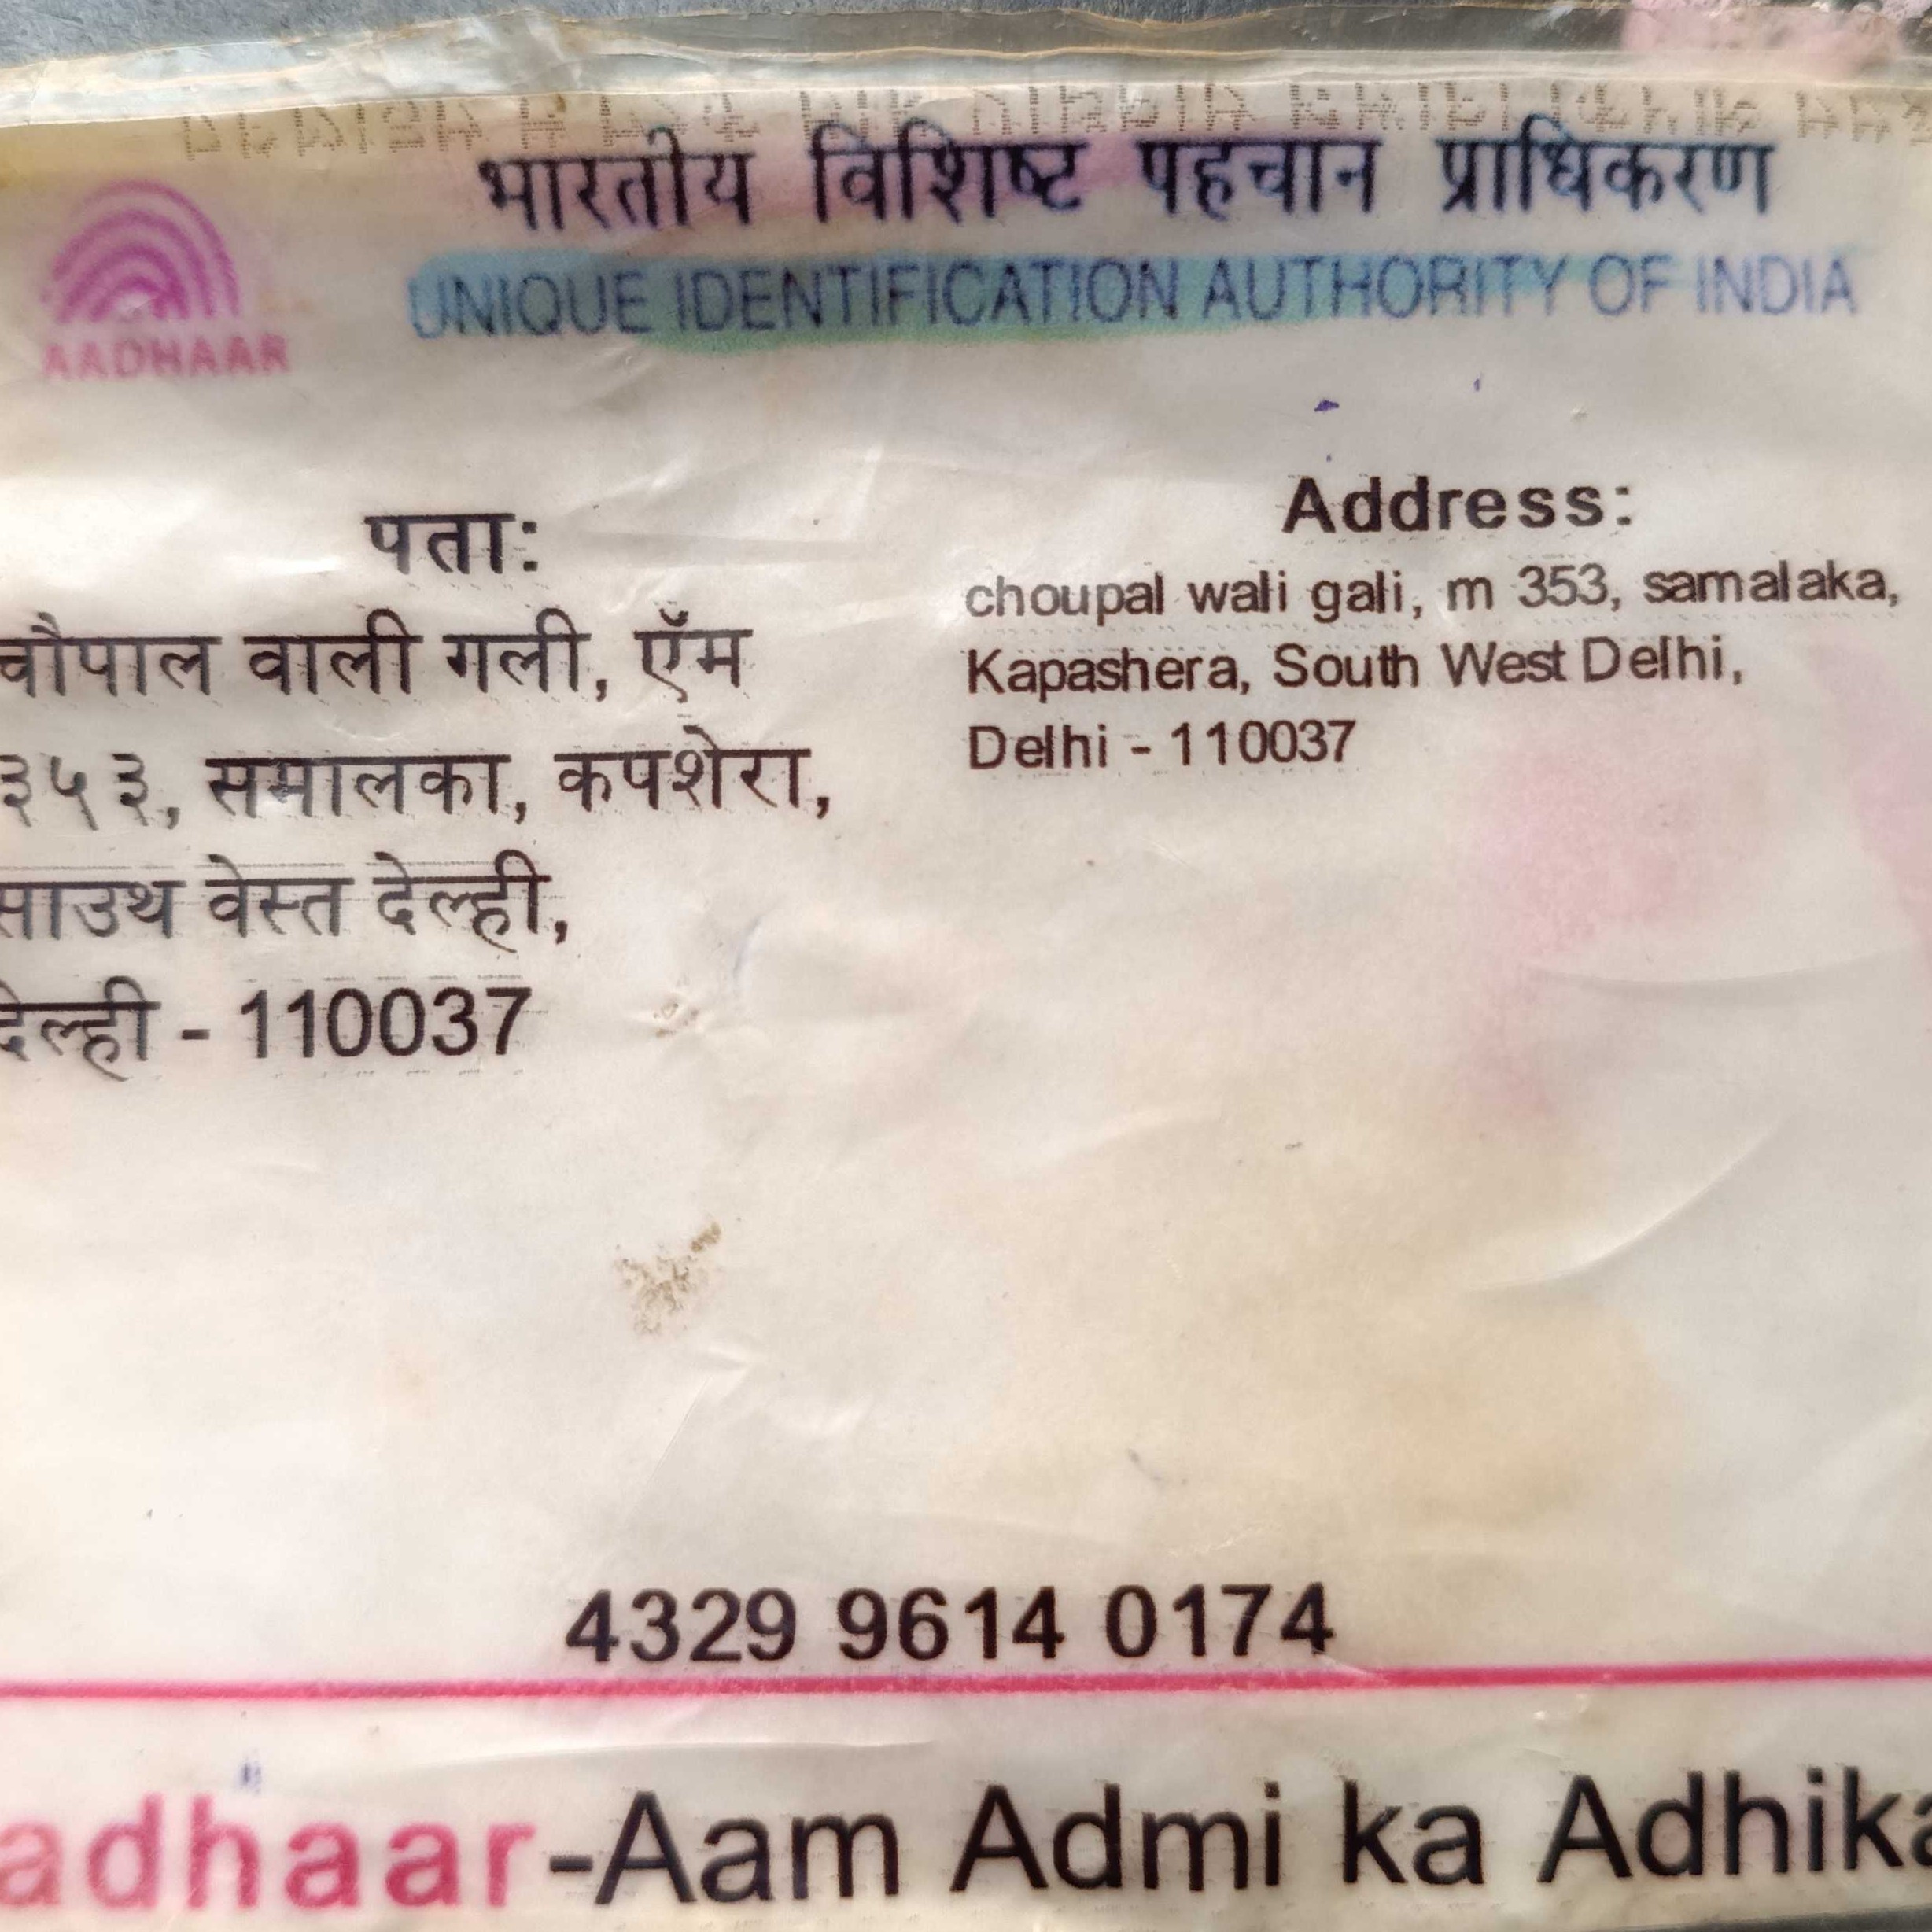 भारतीय विशिष्ट पहचान प्राधिकरण
UNIQUE IDENTIFICATION AUTHORITY OF INDIA
AADHAAR
पता:
चौपाल वाली गली, ऍम
३५३, समालका, कपशेरा,
साउथ वेस्त देल्ही,
देल्ही - 110037
Address:
choupal wali gali, m 353, samalaka,
Kapashera, South West Delhi,
Delhi - 110037
4329 9614 0174
adhaar-Aam Admi ka Adhika